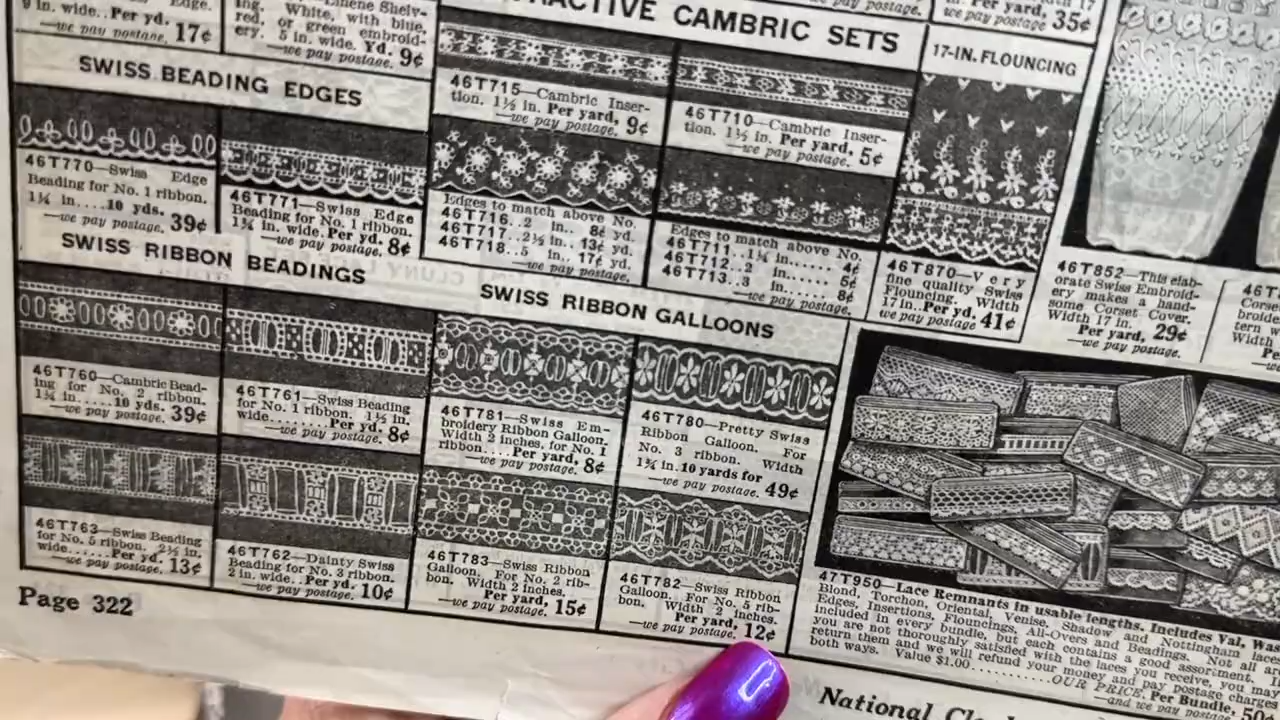 9 in. wide..Per yd.
—we pay postage. 17¢
ing. White, with blue,
red, or green embroid-
ery. 5 in. wide. Yd. 9¢
—we pay postage.
CAMBRIC SETS
per yard, 35¢
we pay postage.
17-IN. FLOUNCING
SWISS BEADING EDGES
46T770—Swiss Edge
Beading for No. 1 ribbon.
1¼ in....10 yds. 39¢
—we pay postage.
46T771—Swiss Edge
Beading for No. 1 ribbon.
1¾ in. wide. Per yd. 8¢
—we pay postage.
46T715—Cambric Inser-
tion. 1½ in. Per yard, 9¢
—we pay postage.
Edges to match above No.
46T716..2 in.. 8¢ yd.
46T717..2½ in.. 13¢ yd.
46T718..5 in.. 17¢ yd.
—we pay postage.
46T710—Cambric Inser-
tion. 1½ in. Per yard, 5¢
—we pay postage.
Edges to match above No.
46T711..1¼ in...... 4¢
46T712..2 in...... 5¢
46T713..3 in...... 8¢
—we pay postage.
46T870—Very
fine quality Swiss
Flouncing. Width
17 in..Per yd. 41¢
we pay postage
46T852—This elab-
orate Swiss Embroid-
ery makes a hand-
some Corset Cover.
Width 17 in.
Per yard, 29¢
—we pay postage.
SWISS RIBBON BEADINGS
46T760—Cambric Bead-
ing for No. 2 ribbon.
1¼ in.....10 yds. 39¢
—we pay postage.
46T761—Swiss Beading
for No. 1 ribbon. 1½ in.
wide........Per yd. 8¢
—we pay postage.
46T763—Swiss Beading
for No. 5 ribbon. 2½ in.
wide......Per yd. 13¢
—we pay postage.
46T762—Dainty Swiss
Beading for No. 3 ribbon.
2 in. wide..Per yd. 10¢
—we pay postage.
SWISS RIBBON GALLOONS
46T781—Swiss Em-
broidery Ribbon Galloon.
Width 2 inches, for No. 1
ribbon....Per yard, 8¢
—we pay postage.
46T780—Pretty Swiss
Ribbon Galloon. For
No. 3 ribbon. Width
1¾ in. 10 yards for 49¢
—we pay postage.
46T783—Swiss Ribbon
Galloon. For No. 2 rib-
bon. Width 2 inches.
Per yard, 15¢
—we pay postage.
46T782—Swiss Ribbon
Galloon. For No. 5 rib-
bon. Width 2 inches.
Per yard, 12¢
—we pay postage.
47T950—Lace Remnants in usable lengths. Includes Val,
Blond, Torchon, Oriental, Venise, Shadow and Nottingham laces
Edges, Insertions, Flouncings, All-Overs and Beadings. Not all are
included in every bundle, but each contains a good assortment. If
you are not thoroughly satisfied with the laces you receive, you may
return them and we will refund your money and pay postage charges
both ways. Value $1.00..........OUR PRICE, Per Bundle, 50¢
—and we pay postage.
Page 322
National